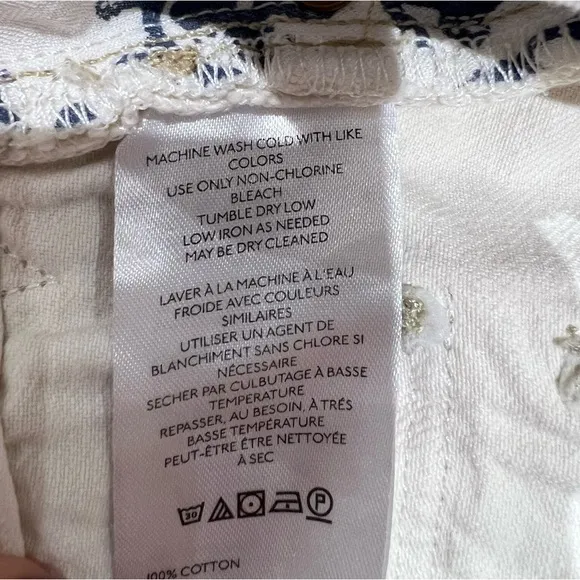 MACHINE WASH COLD WITH LIKE
COLORS
USE ONLY NON-CHLORINE
BLEACH
TUMBLE DRY LOW
LOW IRON AS NEEDED
MAY BE DRY CLEANED
LAVER À LA MACHINE À L'EAU
FROIDE AVEC COULEURS
SIMILAIRES
UTILISER UN AGENT DE
BLANCHIMENT SANS CHLORE SI
NÉCESSAIRE
SECHER PAR CULBUTAGE À BASSE
TEMPÉRATURE
REPASSER, AU BESOIN, À TRÉS
BASSE TEMPÉRATURE
PEUT-ÊTRE ÊTRE NETTOYÉE
À SEC
30 P
100% COTTON